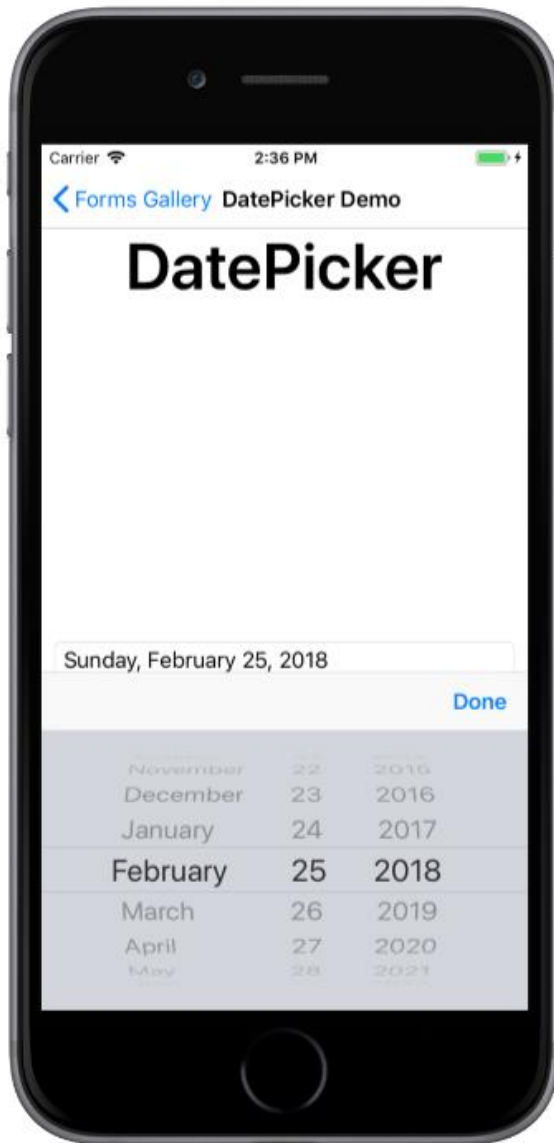 Carrier 2:36 PM
Forms Gallery DatePicker Demo
DatePicker
Sunday, February 25, 2018
Done
November 22 2015
December 23 2016
January 24 2017
February 25 2018
March 26 2019
April 27 2020
May 28 2021